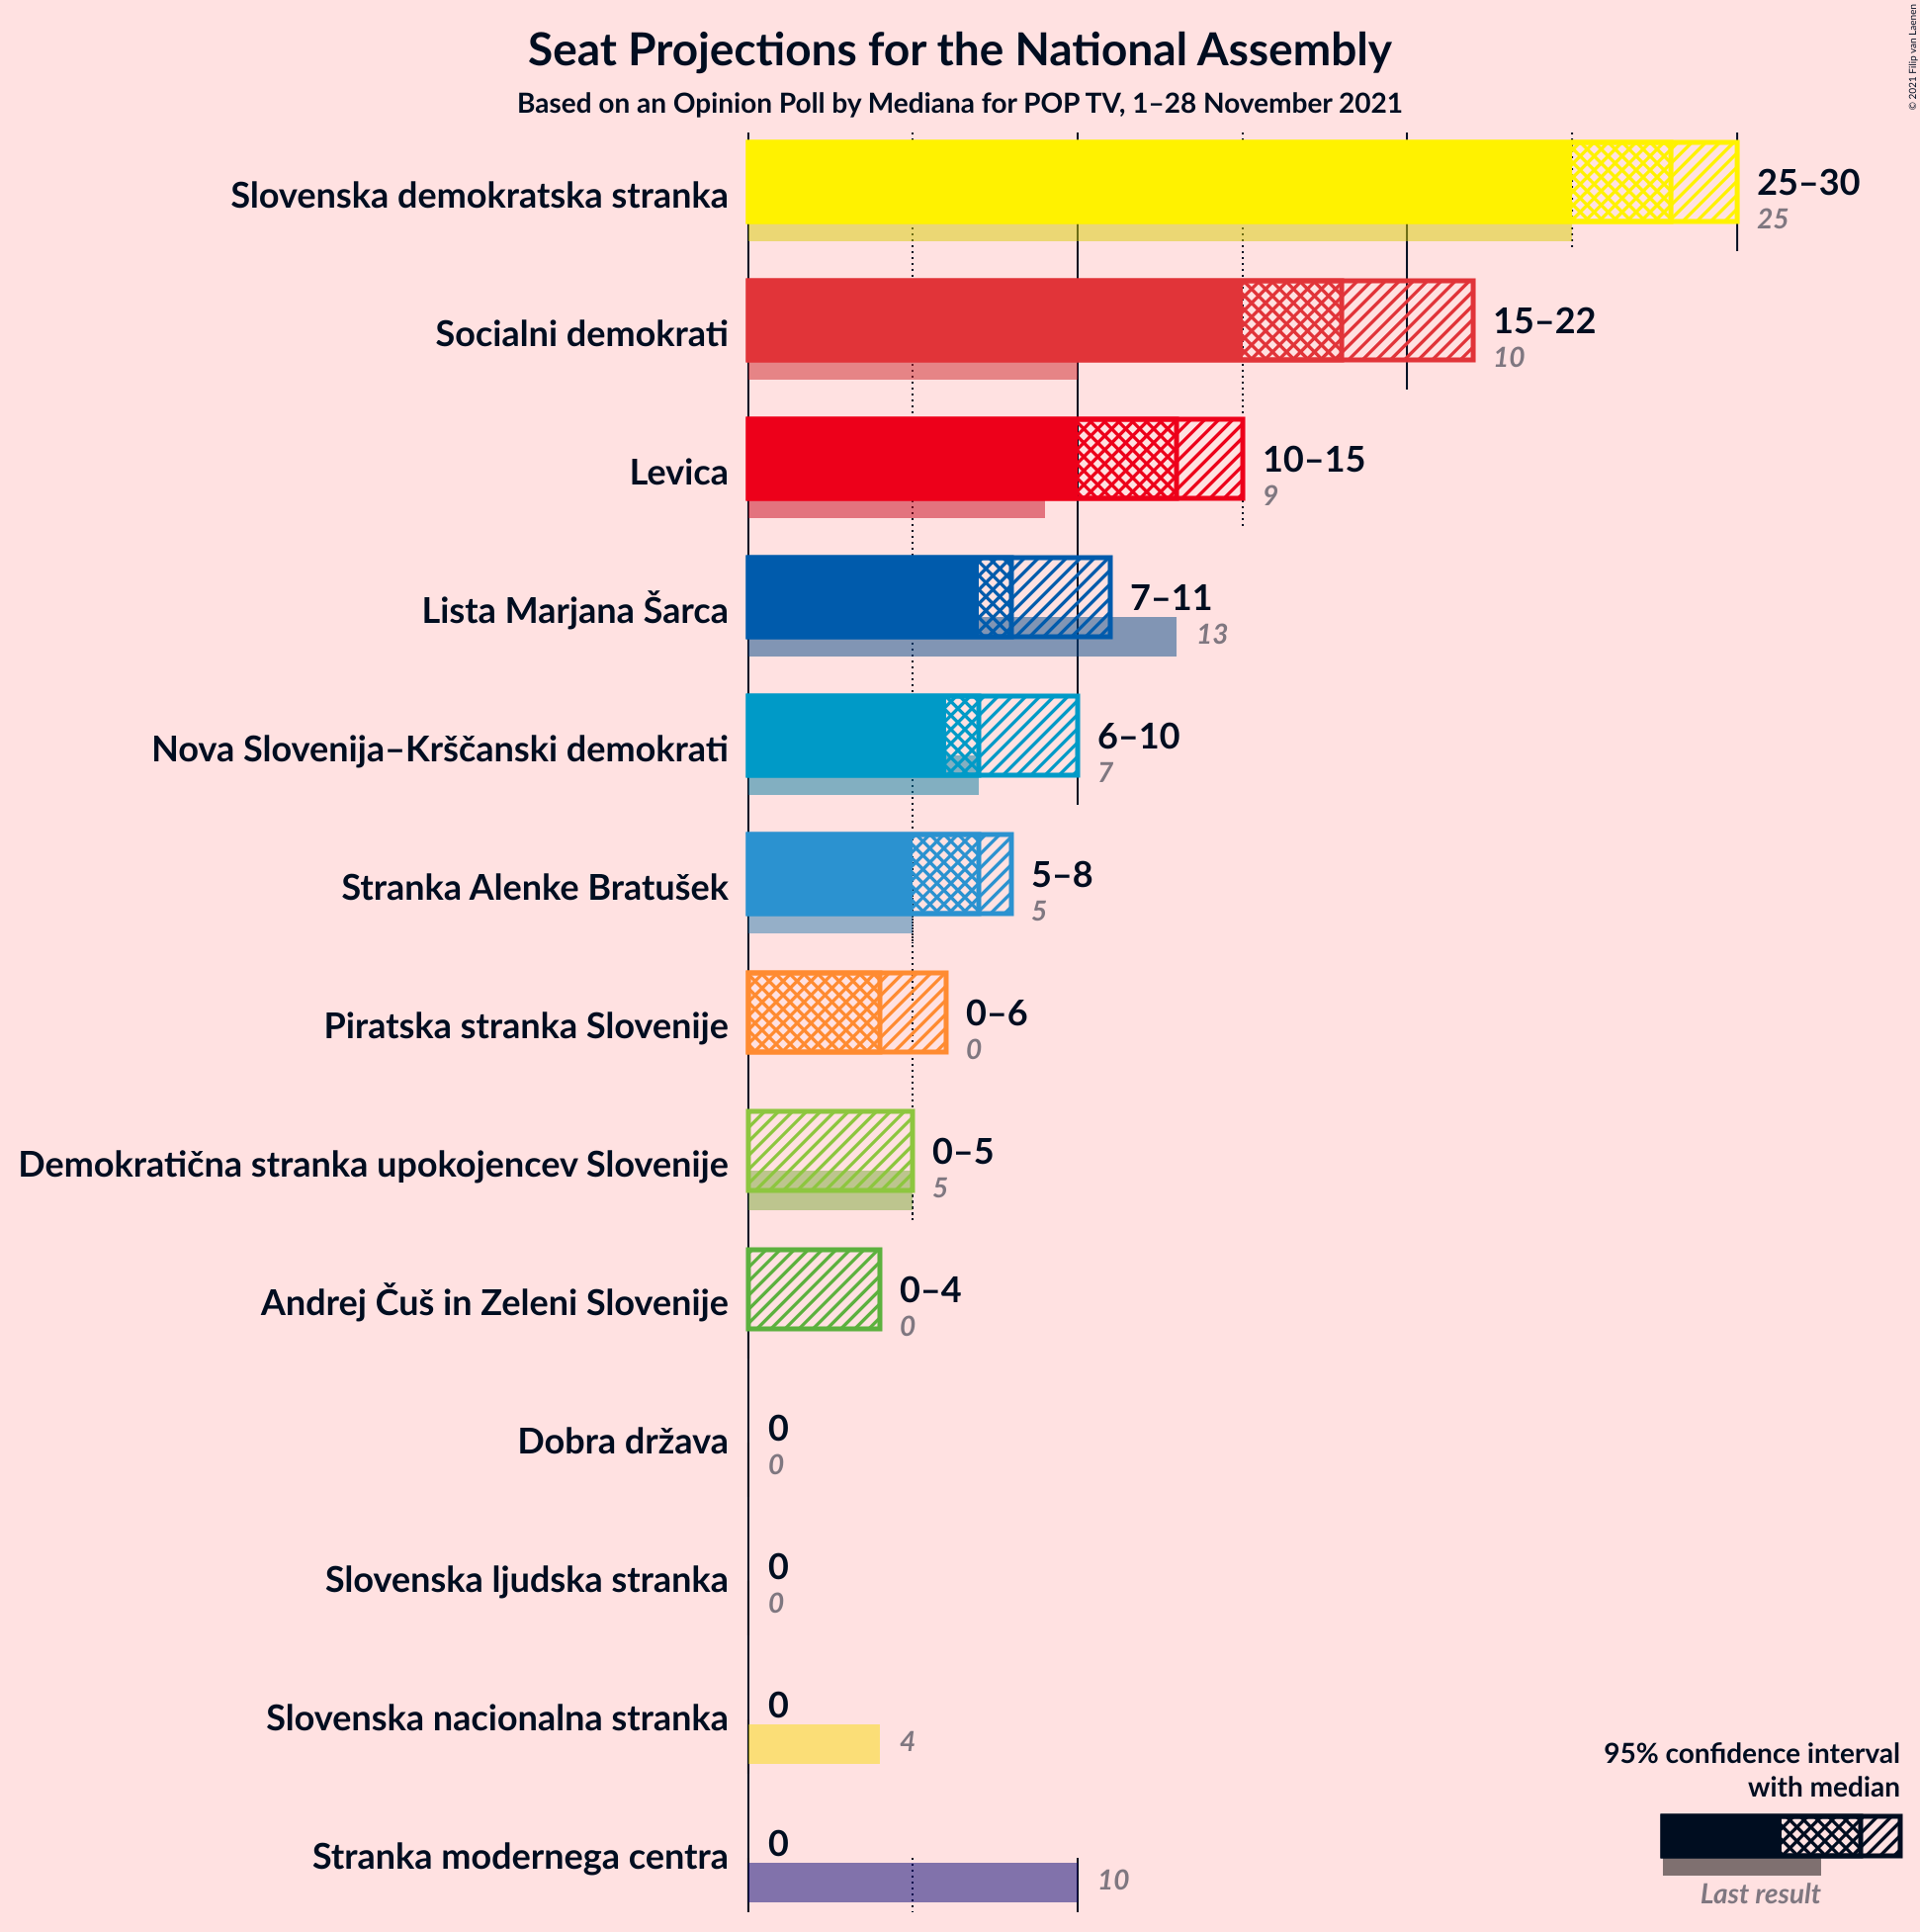 Seat Projections for the National Assembly
Based on an Opinion Poll by Mediana for POP TV, 1–28 November 2021
© 2021 Filip van Laenen
Slovenska demokratska stranka
25–30
25
Socialni demokrati
15–22
10
Levica
10–15
9
Lista Marjana Šarca
7–11
13
Nova Slovenija–Krščanski demokrati
6–10
7
Stranka Alenke Bratušek
5–8
5
Piratska stranka Slovenije
0–6
0
Demokratična stranka upokojencev Slovenije
0–5
5
Andrej Čuš in Zeleni Slovenije
0–4
0
Dobra država
0
0
Slovenska ljudska stranka
0
0
Slovenska nacionalna stranka
0
4
Stranka modernega centra
0
10
95% confidence interval
with median
Last result